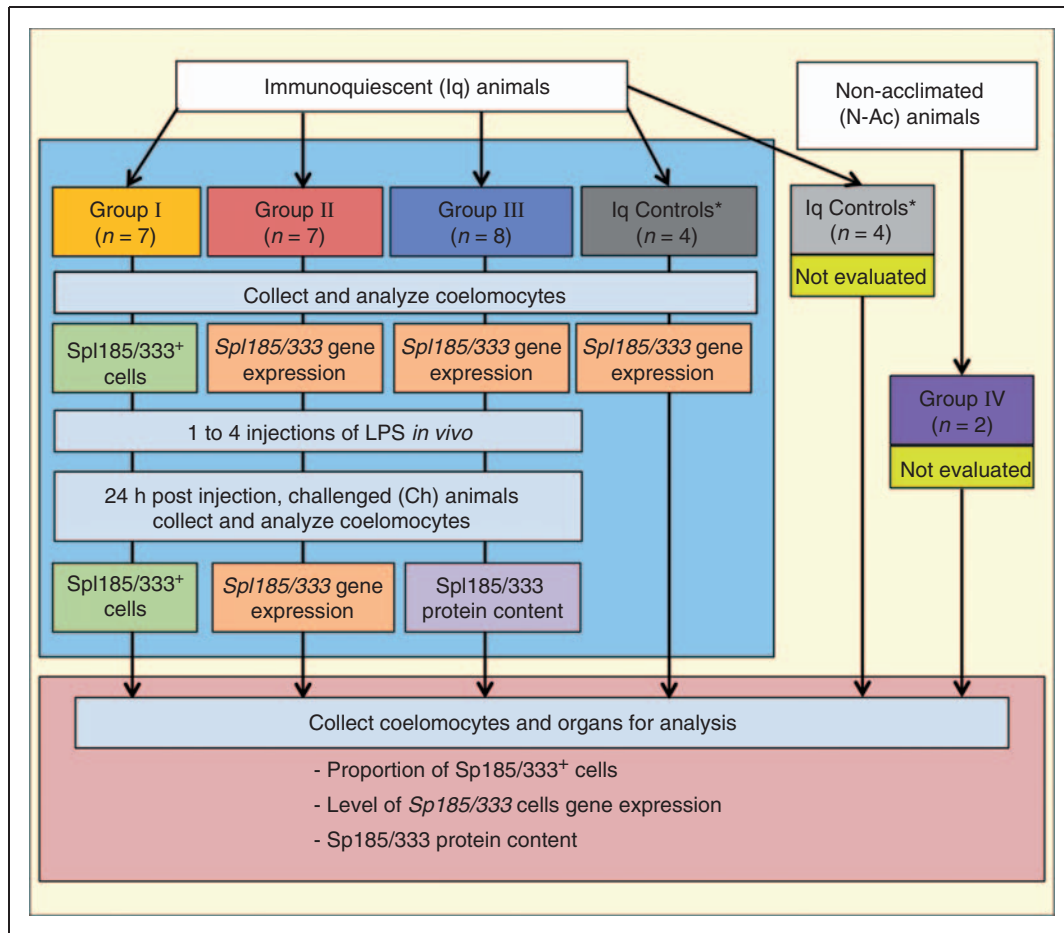 Immunoquiescent (Iq) animals
Non-acclimated
(N-Ac) animals
Group I
(n = 7)
Group II
(n = 7)
Group III
(n = 8)
Iq Controls*
(n = 4)
Iq Controls*
(n = 4)
Not evaluated
Collect and analyze coelomocytes
Spl185/333⁺
cells
Spl185/333 gene
expression
Spl185/333 gene
expression
Spl185/333 gene
expression
Group IV
(n = 2)
Not evaluated
1 to 4 injections of LPS in vivo
24 h post injection, challenged (Ch) animals
collect and analyze coelomocytes
Spl185/333⁺
cells
Spl185/333 gene
expression
Spl185/333
protein content
Collect coelomocytes and organs for analysis
- Proportion of Sp185/333⁺ cells
- Level of Sp185/333 cells gene expression
- Sp185/333 protein content